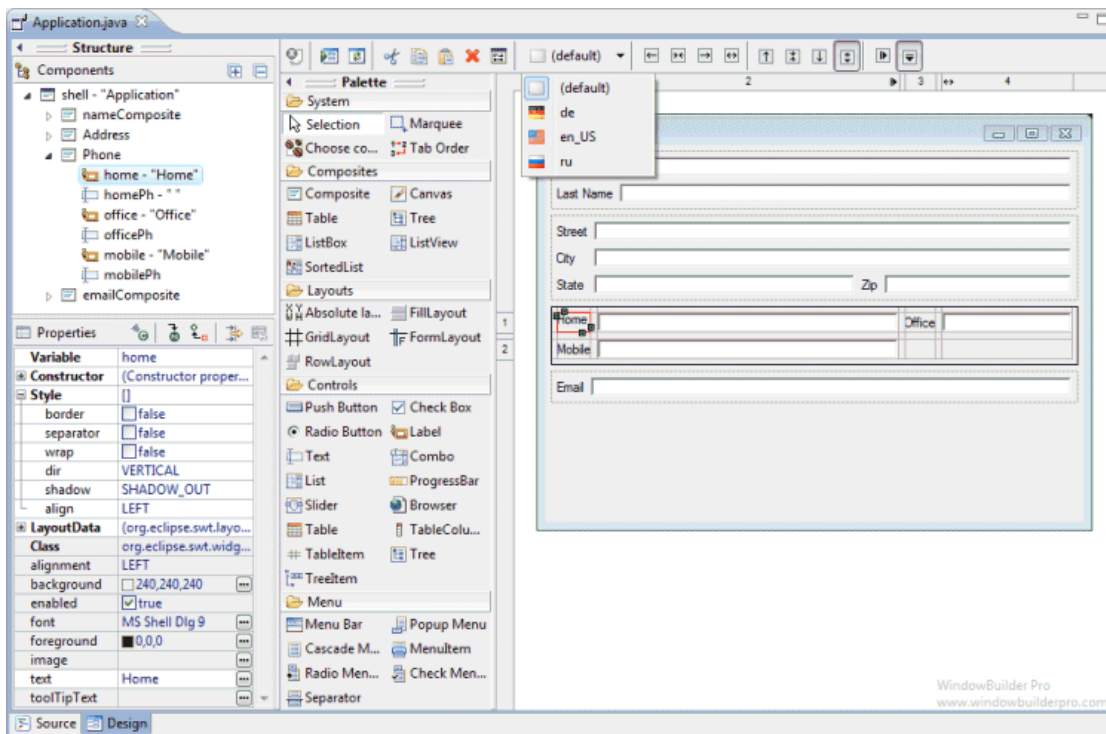 Application.java
Structure
Components
shell - "Application"
nameComposite
Address
Phone
home - "Home"
homePh - " "
office - "Office"
officePh
mobile - "Mobile"
mobilePh
emailComposite
Properties
Variable home
Constructor (Constructor proper...
Style []
border false
separator false
wrap false
dir VERTICAL
shadow SHADOW_OUT
align LEFT
LayoutData (org.eclipse.swt.layo...
Class org.eclipse.swt.widg...
alignment LEFT
background 240,240,240
enabled true
font MS Shell Dlg 9
foreground 0,0,0
image
text Home
toolTipText
Source Design
Palette
System
Selection Marquee
Choose co... Tab Order
Composites
Composite Canvas
Table Tree
ListBox ListView
SortedList
Layouts
Absolute la... FillLayout
GridLayout FormLayout
RowLayout
Controls
Push Button Check Box
Radio Button Label
Text Combo
List ProgressBar
Slider Browser
Table TableColu...
TableItem Tree
TreeItem
Menu
Menu Bar Popup Menu
Cascade M... MenuItem
Radio Men... Check Men...
Separator
(default)
(default)
de
en_US
ru
2 3 4
1
2
Last Name
Street
City
State Zip
Home Office
Mobile
Email
WindowBuilder Pro
www.windowbuilderpro.com